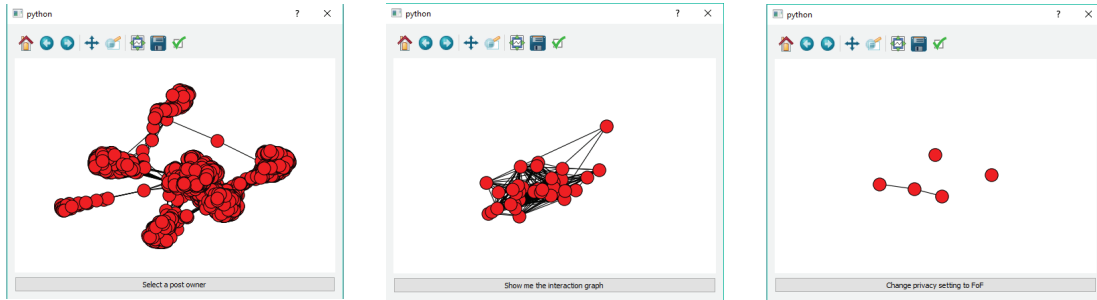 python ?
python ?
python ?
Select a post owner
Show me the interaction graph
Change privacy setting to FoF